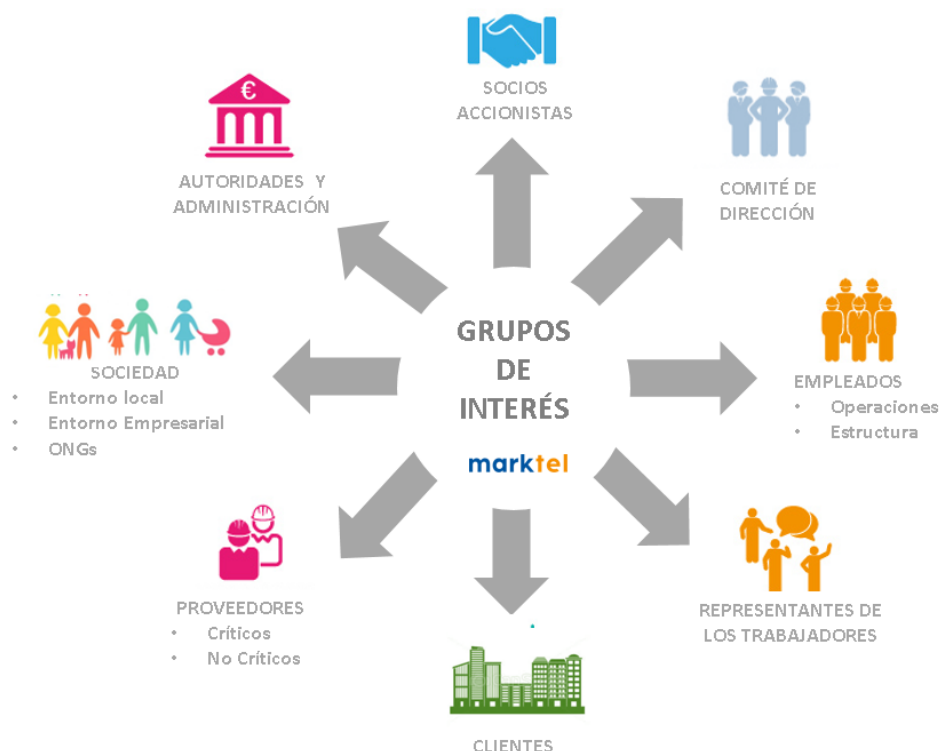 SOCIOS
ACCIONISTAS
€
AUTORIDADES Y
ADMINISTRACIÓN
COMITÉ DE
DIRECCIÓN
GRUPOS
DE
INTERÉS
marktel
SOCIEDAD
• Entorno local
• Entorno Empresarial
• ONGs
EMPLEADOS
• Operaciones
• Estructura
PROVEEDORES
• Críticos
• No Críticos
REPRESENTANTES DE
LOS TRABAJADORES
CLIENTES